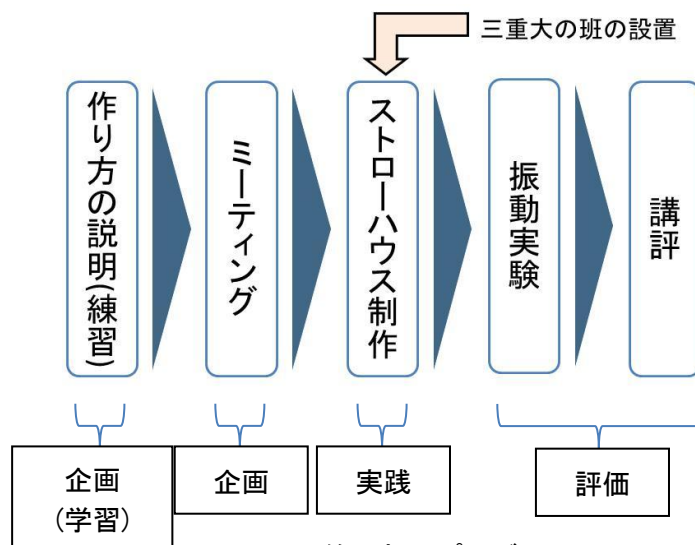 三重大の班の設置
作り方の説明(練習)
ミーティング
ストローハウス制作
振動実験
講評
企画
(学習)
企画
実践
評価